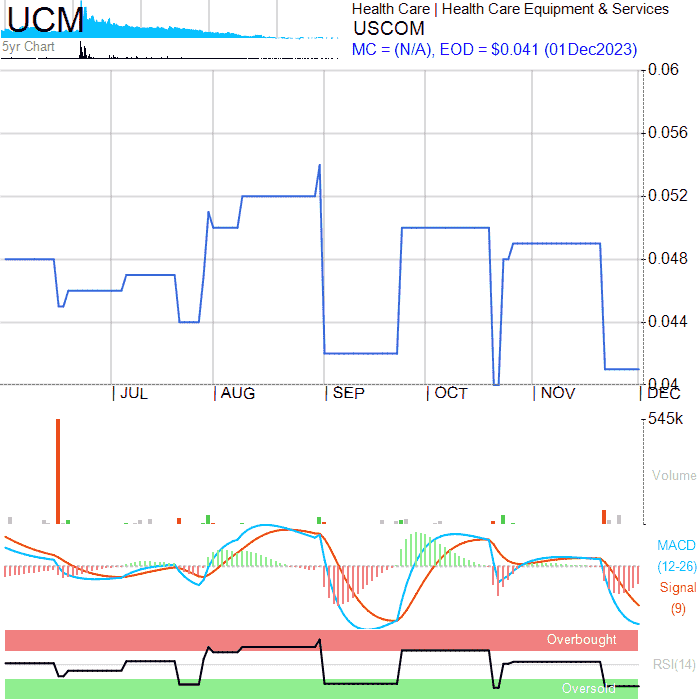 UCM
5yr Chart
Health Care | Health Care Equipment & Services
USCOM
MC = (N/A), EOD = $0.041 (01Dec2023)
0.06
0.056
0.052
0.048
0.044
0.04
JUL AUG SEP OCT NOV DEC
545k
Volume
MACD
(12-26)
Signal
(9)
Overbought
RSI(14)
Oversold